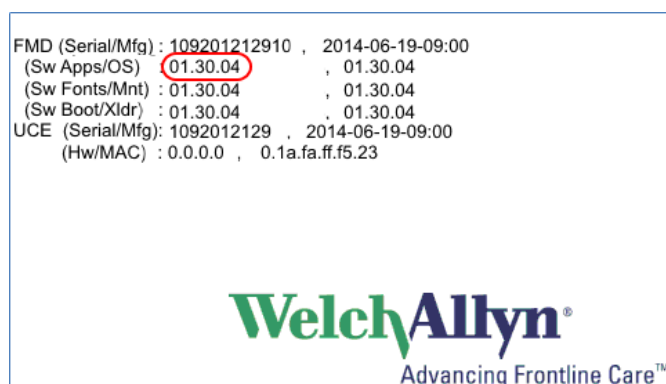 FMD (Serial/Mfg) : 109201212910 , 2014-06-19-09:00
(Sw Apps/OS) : 01.30.04 , 01.30.04
(Sw Fonts/Mnt) : 01.30.04 , 01.30.04
(Sw Boot/Xldr) : 01.30.04 , 01.30.04
UCE (Serial/Mfg): 1092012129 , 2014-06-19-09:00
(Hw/MAC) : 0.0.0.0 , 0.1a.fa.ff.f5.23
WelchAllyn®
Advancing Frontline Care™